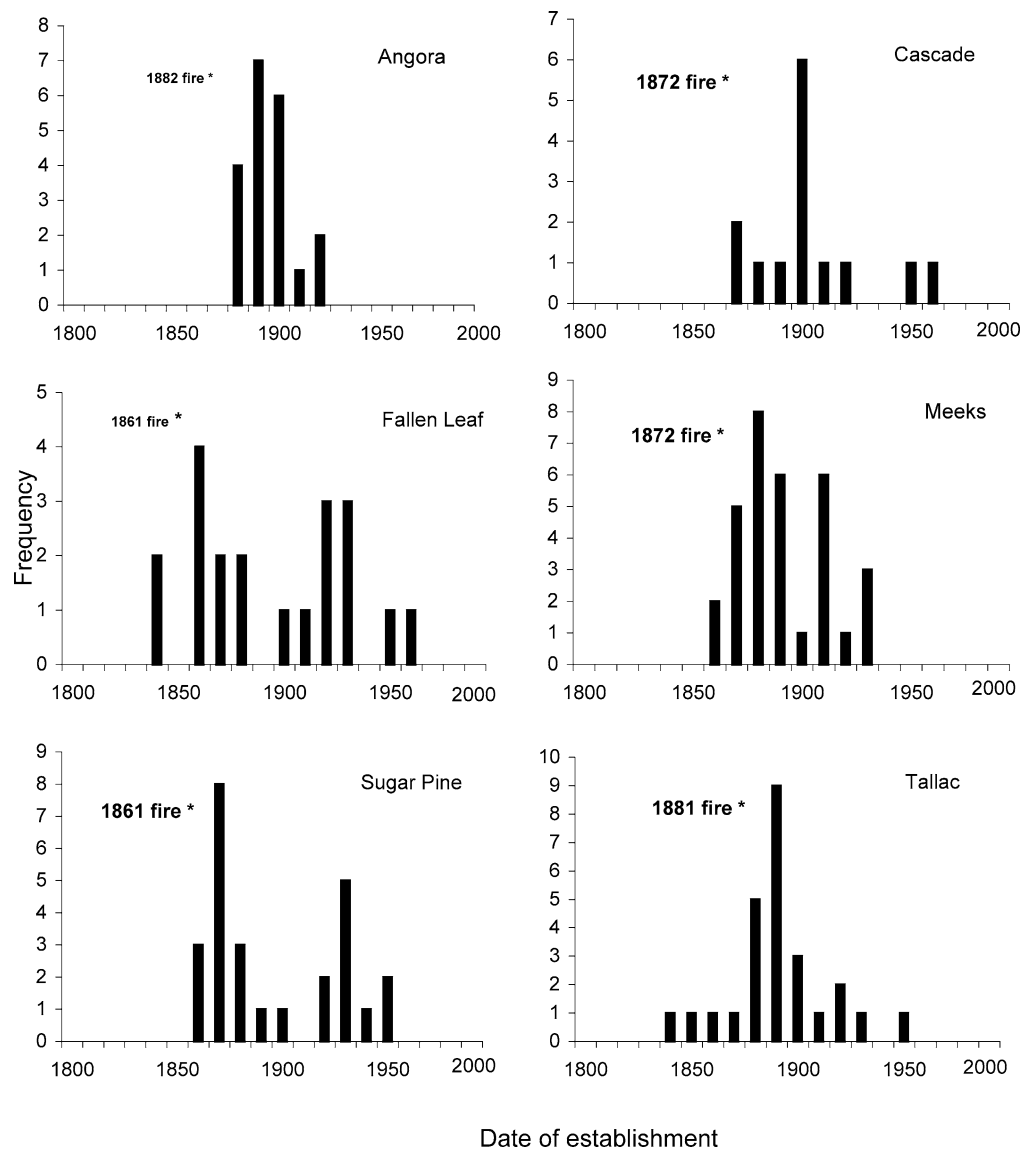 Angora
1882 fire *
8
7
6
5
4
3
2
1
0
1800 1850 1900 1950 2000
Cascade
1872 fire *
7
6
5
4
3
2
1
0
1800 1850 1900 1950 2000
Fallen Leaf
1861 fire *
Frequency
5
4
3
2
1
0
1800 1850 1900 1950 2000
Meeks
1872 fire *
9
8
7
6
5
4
3
2
1
0
1800 1850 1900 1950 2000
Sugar Pine
1861 fire *
9
8
7
6
5
4
3
2
1
0
1800 1850 1900 1950 2000
Tallac
1881 fire *
10
9
8
7
6
5
4
3
2
1
0
1800 1850 1900 1950 2000
Date of establishment